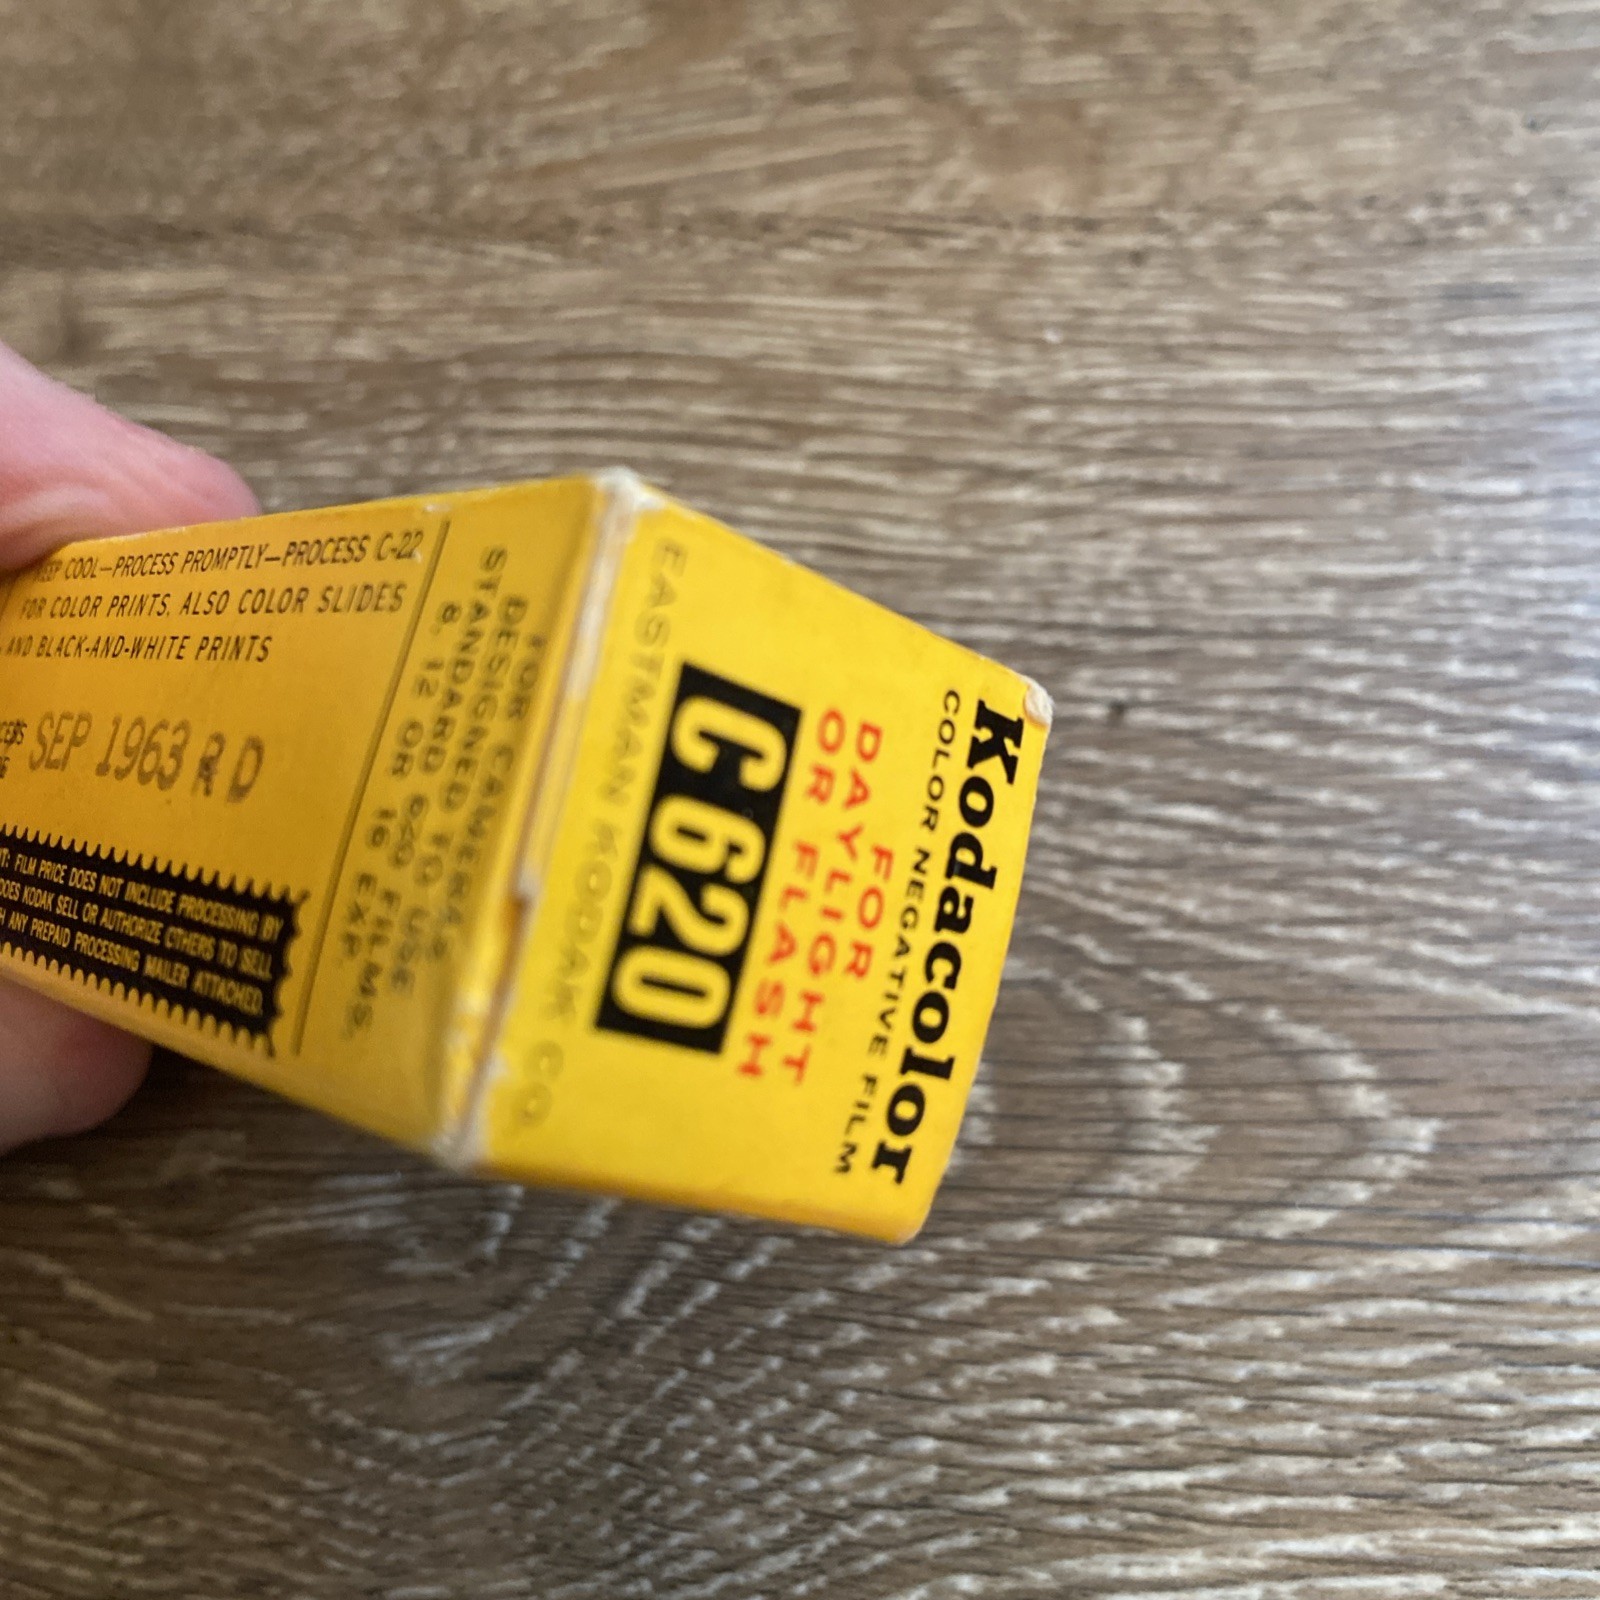 Kodacolor
COLOR NEGATIVE FILM
FOR
DAYLIGHT
OR FLASH
C 620
EASTMAN KODAK CO.
FOR CAMERAS
DESIGNED TO USE
STANDARD 620 FILMS.
8, 12 OR 16 EXP.
COOL—PROCESS PROMPTLY—PROCESS C-22
FOR COLOR PRINTS. ALSO COLOR SLIDES
AND BLACK-AND-WHITE PRINTS
SEP 1963 R D
FILM PRICE DOES NOT INCLUDE PROCESSING BY
DOES KODAK SELL OR AUTHORIZE OTHERS TO SELL
ANY PREPAID PROCESSING MAILER ATTACHED.